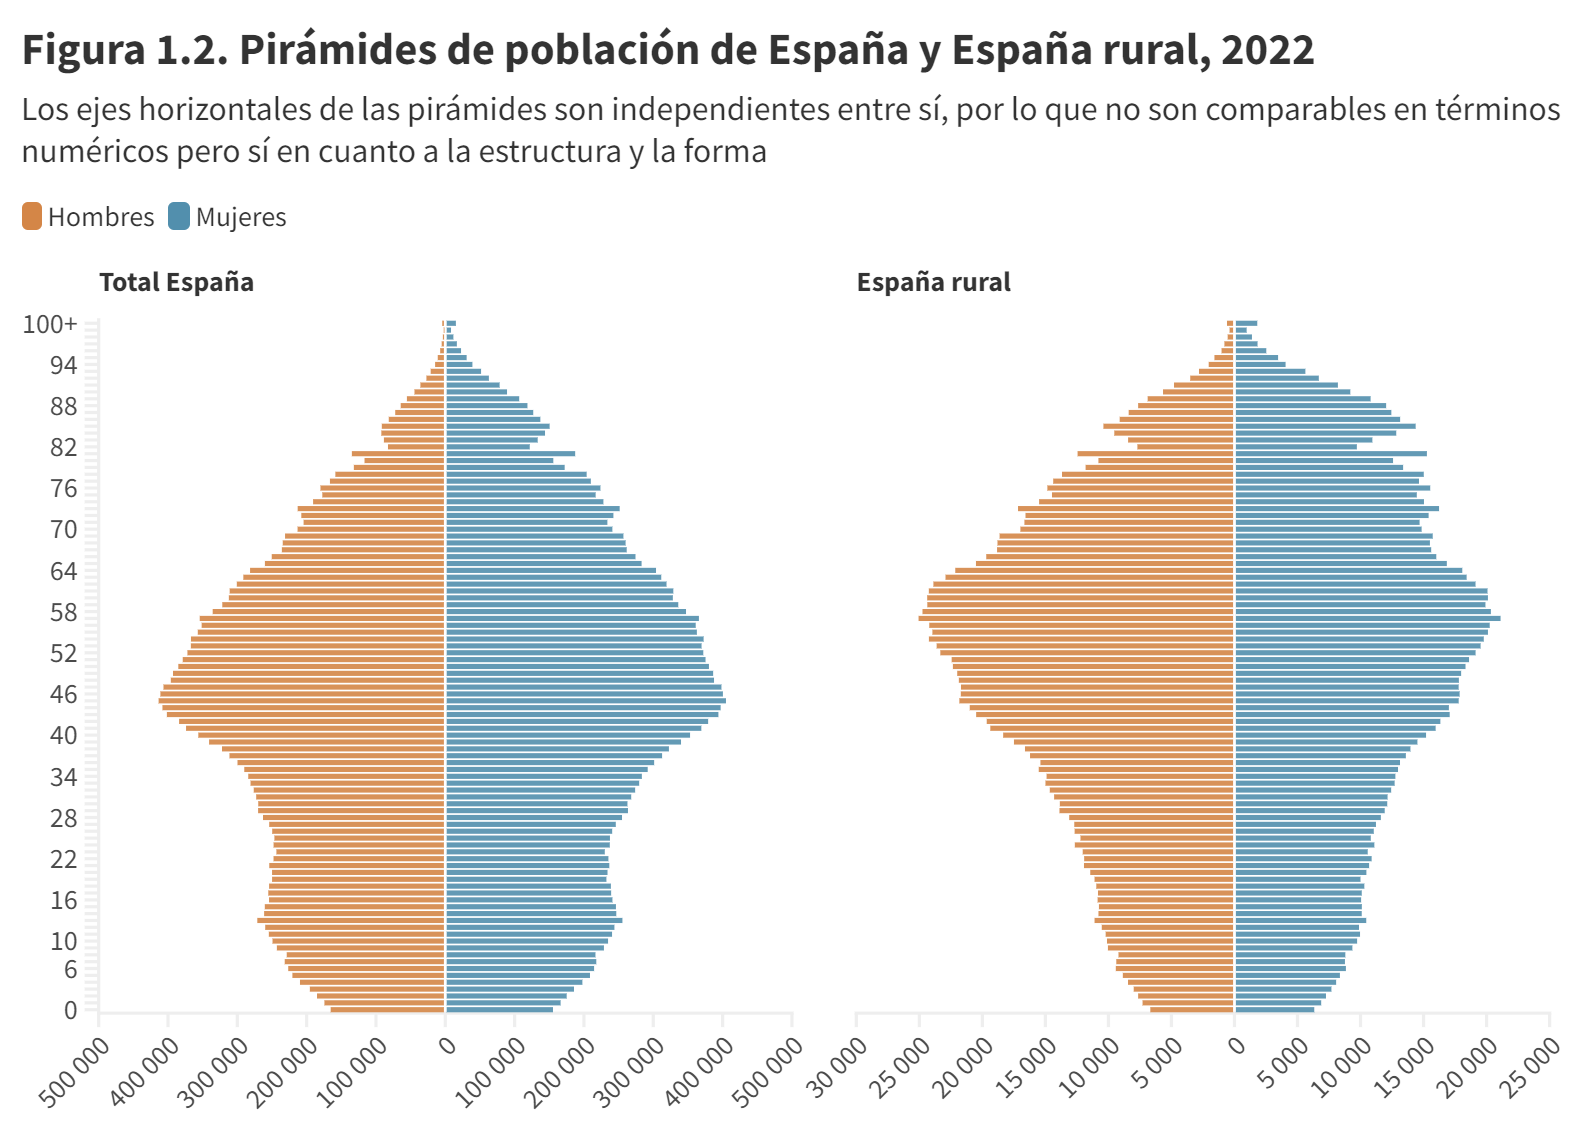 Figura 1.2. Pirámides de población de España y España rural, 2022
Los ejes horizontales de las pirámides son independientes entre sí, por lo que no son comparables en términos
numéricos pero sí en cuanto a la estructura y la forma
Hombres Mujeres
Total España
100+
94
88
82
76
70
64
58
52
46
40
34
28
22
16
10
6
0
500 000 400 000 300 000 200 000 100 000 0 100 000 200 000 300 000 400 000 500 000
España rural
30 000 25 000 20 000 15 000 10 000 5 000 0 5 000 10 000 15 000 20 000 25 000